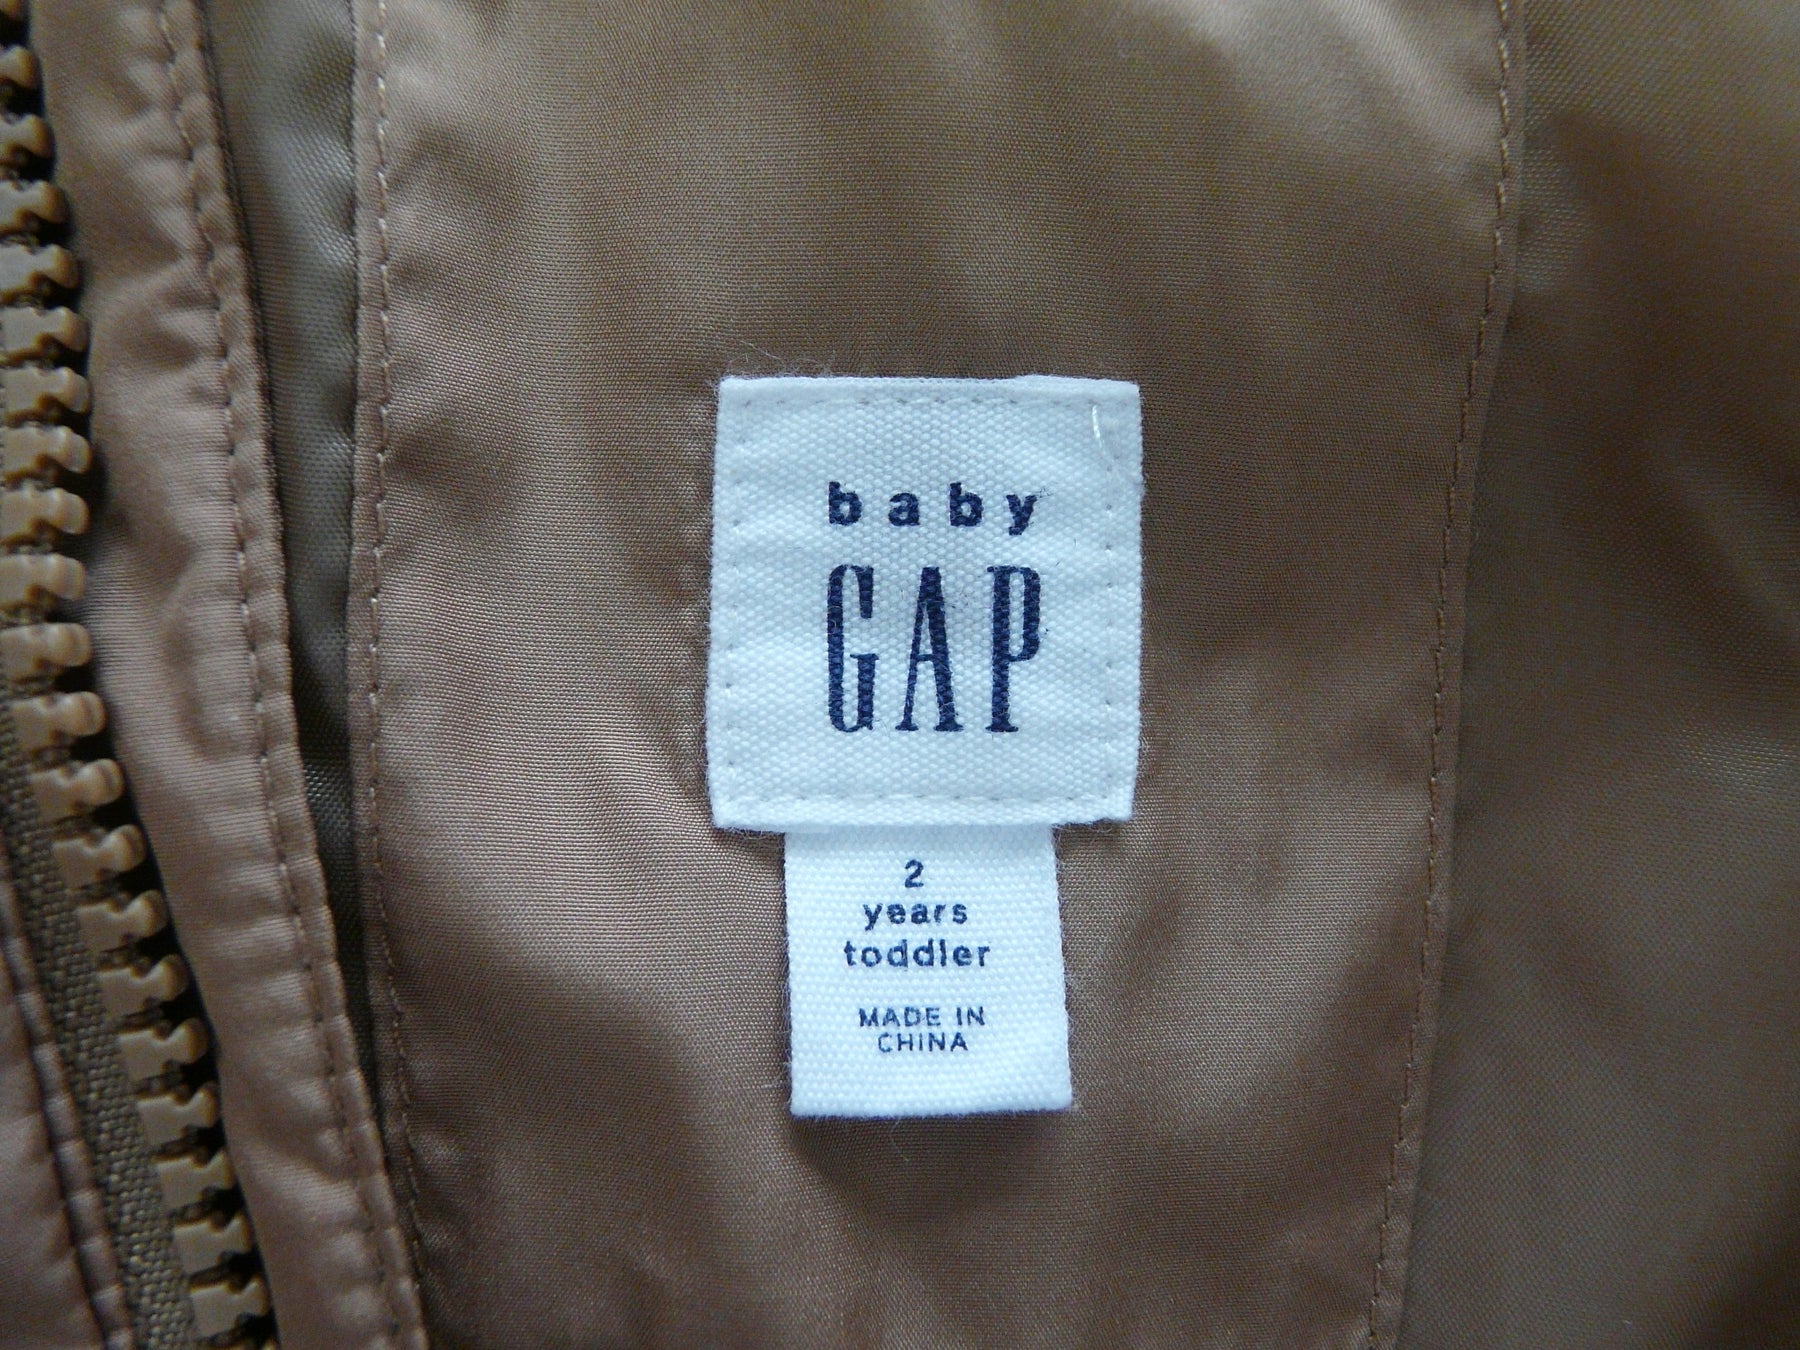 baby
GAP
2
years
toddler
MADE IN
CHINA